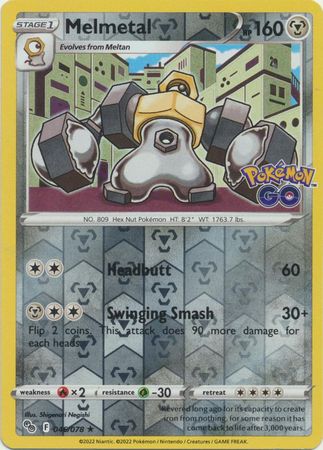 STAGE 1
Melmetal
HP 160
Evolves from Meltan
POKéMON GO
NO. 809 Hex Nut Pokémon HT: 8'2" WT: 1763.7 lbs.
Headbutt 60
Swinging Smash 30+
Flip 2 coins. This attack does 90 more damage for
each heads.
weakness ×2 resistance -30 retreat
Illus. Shigenori Negishi
F 046/078 ★
Revered long ago for its capacity to create
iron from nothing, for some reason it has
come back to life after 3,000 years.
©2022 Niantic. ©2022 Pokémon / Nintendo / Creatures / GAME FREAK.